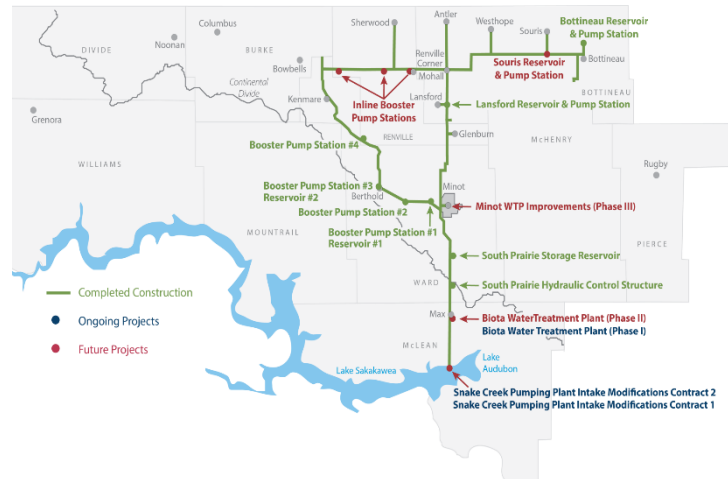 Antler
Sherwood
Westhope
Souris
Bottineau Reservoir
& Pump Station
Columbus
Noonan
DIVIDE
BURKE
Renville
Corner
Bowbells
Mohall
Souris Reservoir
& Pump Station
Bottineau
Continental
Divide
Inline Booster
Pump Stations
BOTTINEAU
Kenmare
Lansford
Lansford Reservoir & Pump Station
Grenora
RENVILLE
Glenburn
McHENRY
Booster Pump Station #4
WILLIAMS
Rugby
Booster Pump Station #3
Reservoir #2
Berthold
Minot
Minot WTP Improvements (Phase III)
Booster Pump Station #2
MOUNTRAIL
Booster Pump Station #1
Reservoir #1
PIERCE
South Prairie Storage Reservoir
WARD
South Prairie Hydraulic Control Structure
Completed Construction
Ongoing Projects
Future Projects
Max
Biota WaterTreatment Plant (Phase II)
Biota Water Treatment Plant (Phase I)
McLEAN
Lake Sakakawea
Lake
Audubon
Snake Creek Pumping Plant Intake Modifications Contract 2
Snake Creek Pumping Plant Intake Modifications Contract 1